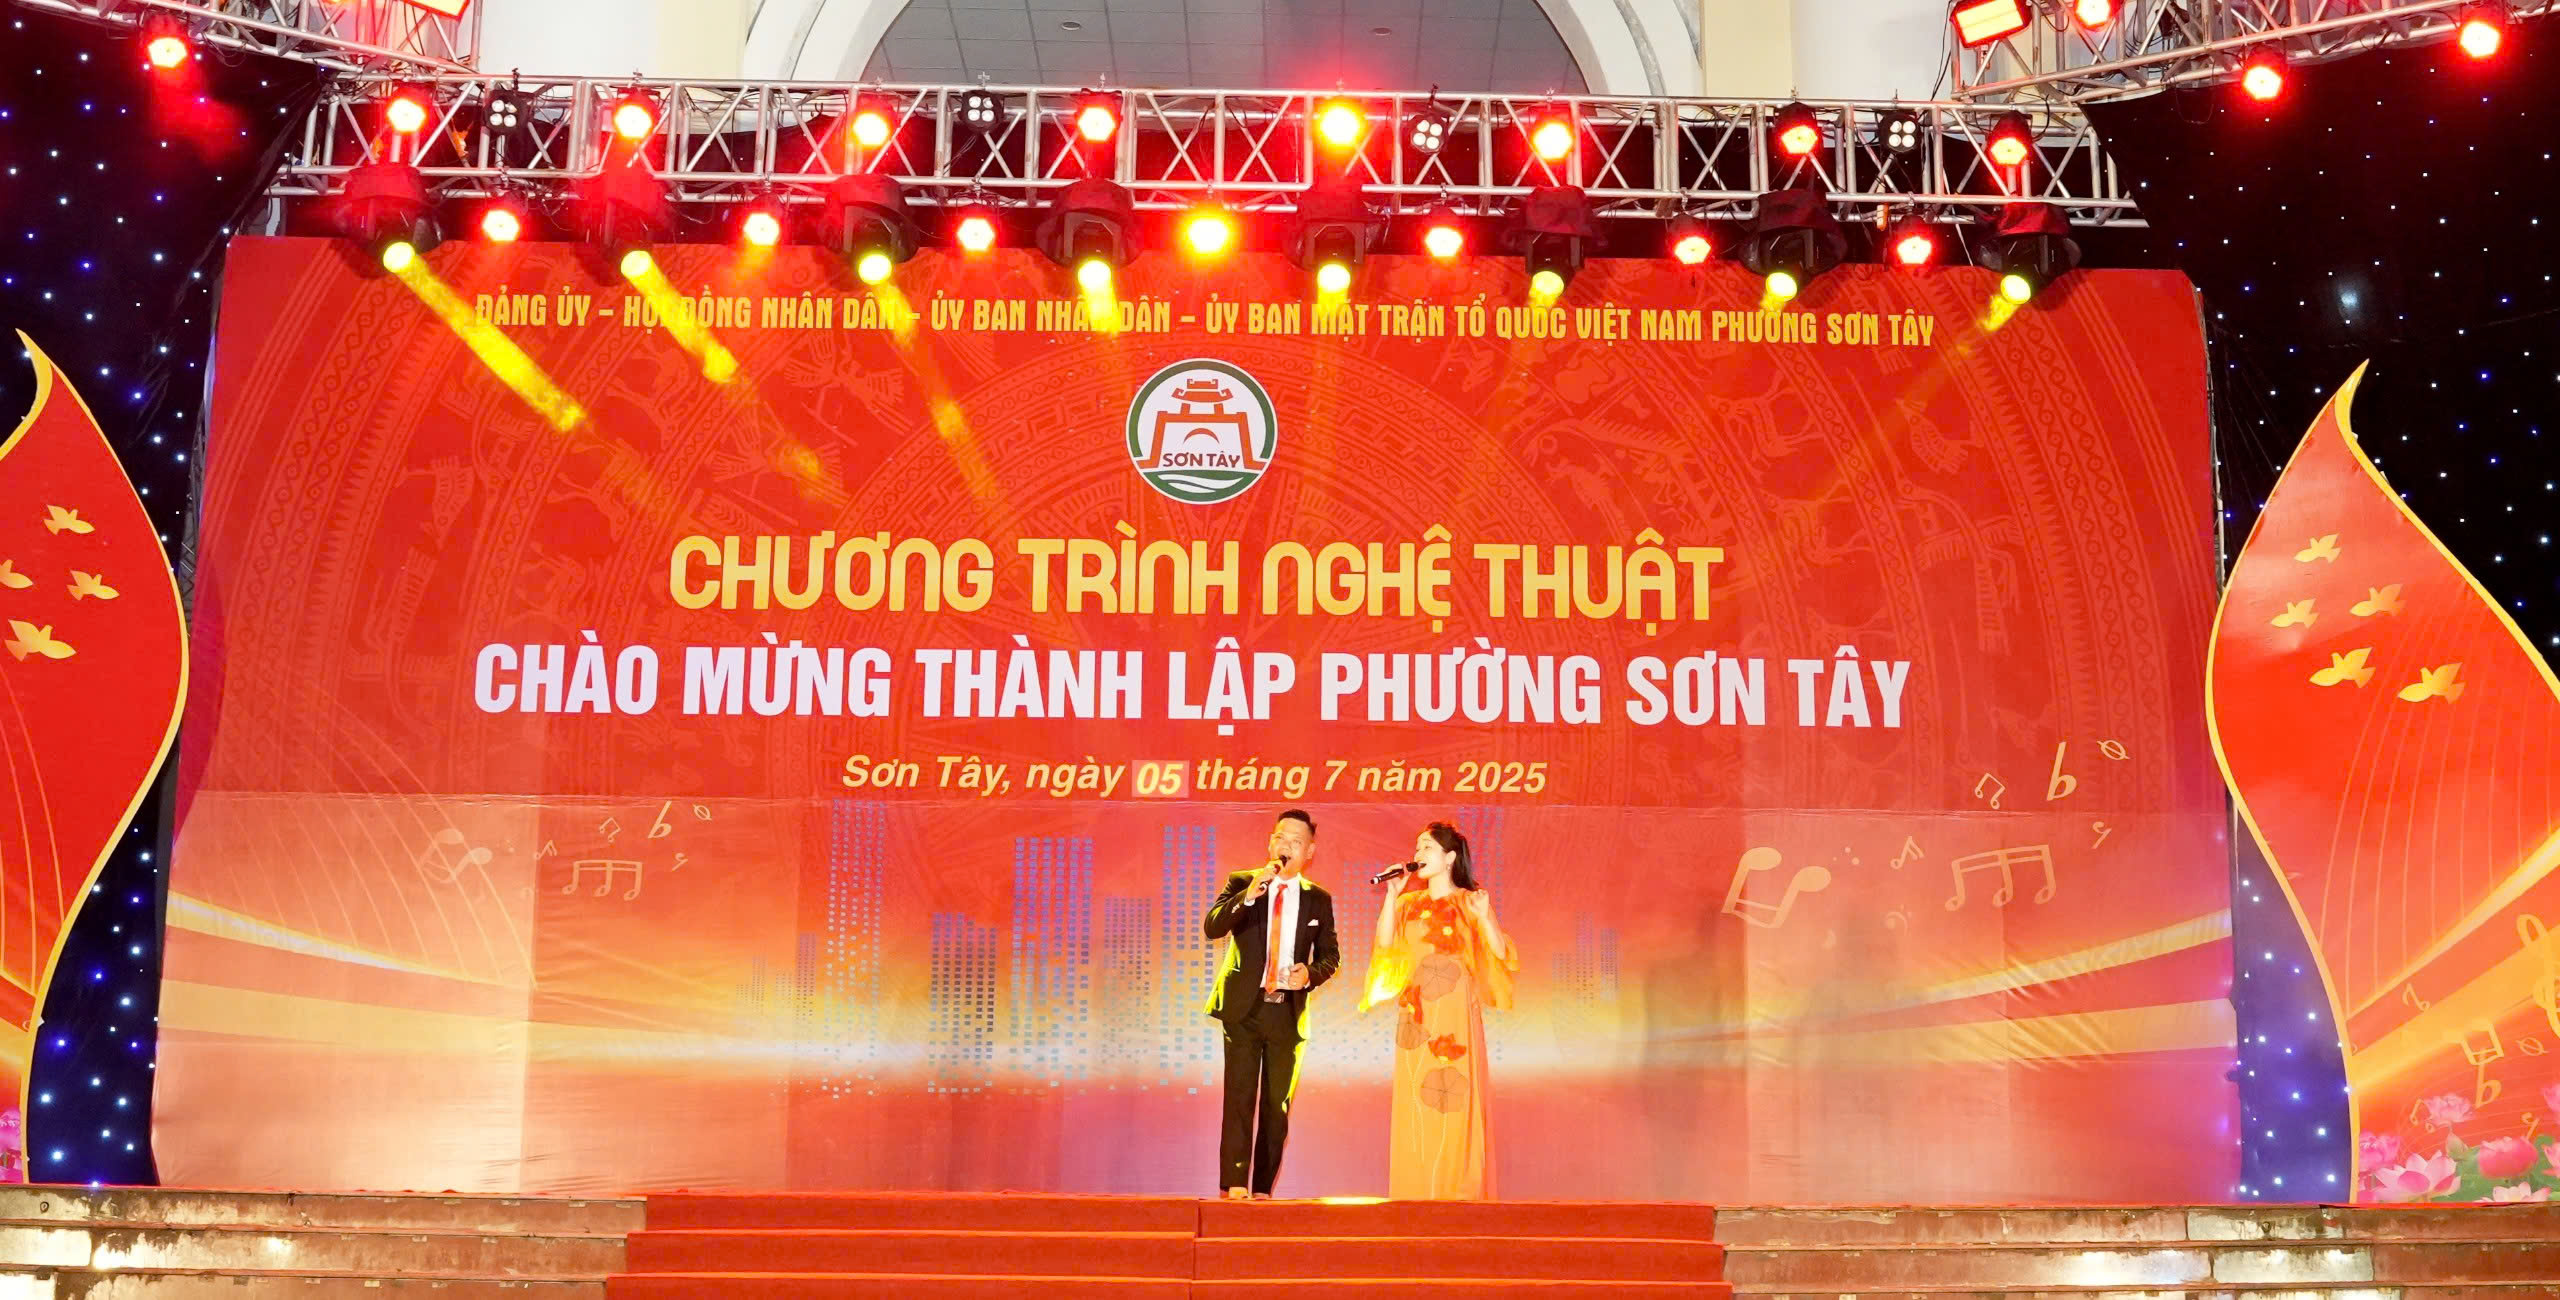 ĐẢNG ỦY – HỘI ĐỒNG NHÂN DÂN – ỦY BAN NHÂN DÂN – ỦY BAN MẶT TRẬN TỔ QUỐC VIỆT NAM PHƯỜNG SƠN TÂY
SƠN TÂY
CHƯƠNG TRÌNH NGHỆ THUẬT
CHÀO MỪNG THÀNH LẬP PHƯỜNG SƠN TÂY
Sơn Tây, ngày 05 tháng 7 năm 2025